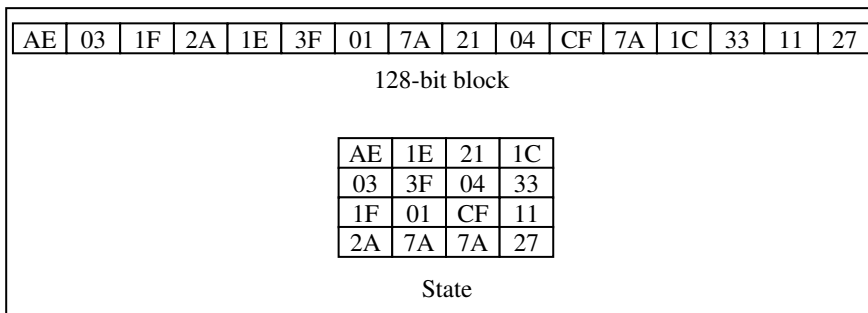 AE 03 1F 2A 1E 3F 01 7A 21 04 CF 7A 1C 33 11 27
128-bit block
AE 1E 21 1C
03 3F 04 33
1F 01 CF 11
2A 7A 7A 27
State